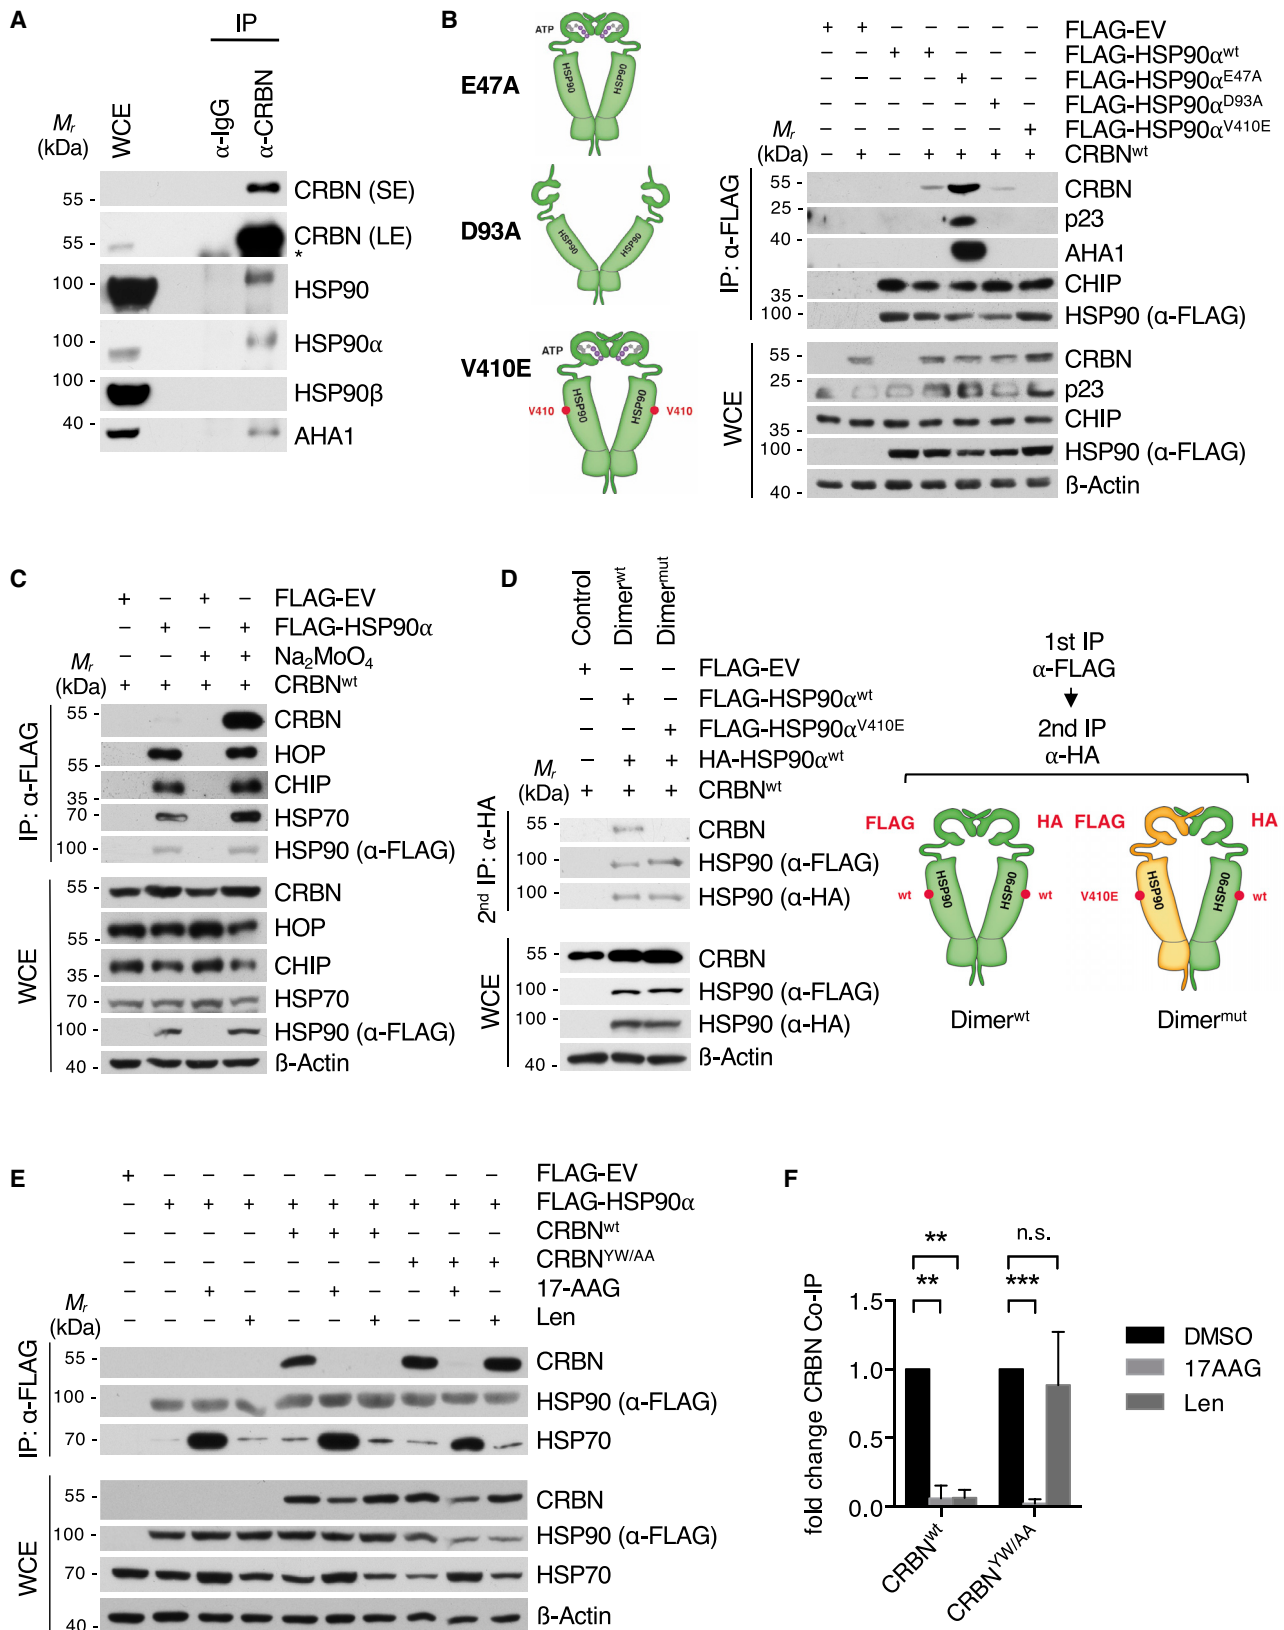 A
IP
WCE
α-IgG
α-CRBN
Mr
(kDa)
55 -
CRBN (SE)
55 -
CRBN (LE)
*
100 -
HSP90
100 -
HSP90α
100 -
HSP90β
40 -
AHA1
B
ATP
HSP90
HSP90
E47A
HSP90
HSP90
D93A
ATP
V410E
HSP90
HSP90
V410
V410
+ + − − − − − FLAG-EV
− − + + − − − FLAG-HSP90αwt
− − − − + − − FLAG-HSP90αE47A
− − − − − + − FLAG-HSP90αD93A
− − − − − − + FLAG-HSP90αV410E
Mr
(kDa) − + − + + + + CRBNwt
IP: α-FLAG
55 - CRBN
25 - p23
40 - AHA1
35 - CHIP
100 - HSP90 (α-FLAG)
WCE
55 - CRBN
25 - p23
35 - CHIP
100 - HSP90 (α-FLAG)
40 - ß-Actin
C
+ − + − FLAG-EV
− + − + FLAG-HSP90α
− − + + Na2MoO4
Mr
(kDa) + + + + CRBNwt
IP: α-FLAG
55 - CRBN
55 - HOP
35 - CHIP
70 - HSP70
100 - HSP90 (α-FLAG)
WCE
55 - CRBN
55 - HOP
35 - CHIP
70 - HSP70
100 - HSP90 (α-FLAG)
40 - ß-Actin
D
Control
Dimerwt
Dimermut
+ − − FLAG-EV
− + − FLAG-HSP90αwt
− − + FLAG-HSP90αV410E
− + + HA-HSP90αwt
Mr
(kDa) + + + CRBNwt
2nd IP: α-HA
55 - CRBN
100 - HSP90 (α-FLAG)
100 - HSP90 (α-HA)
WCE
55 - CRBN
100 - HSP90 (α-FLAG)
100 - HSP90 (α-HA)
40 - ß-Actin
1st IP
α-FLAG
2nd IP
α-HA
FLAG HA FLAG HA
HSP90 HSP90 HSP90 HSP90
wt wt V410E wt
Dimerwt Dimermut
E
+ − − − − − − − − − FLAG-EV
− + + + + + + + + + FLAG-HSP90α
− − − − + + + − − − CRBNwt
− − − − − − − + + + CRBNYW/AA
− − + − − + − − + − 17-AAG
− − − + − − + − − + Len
Mr
(kDa)
IP: α-FLAG
55 - CRBN
100 - HSP90 (α-FLAG)
70 - HSP70
WCE
55 - CRBN
100 - HSP90 (α-FLAG)
70 - HSP70
40 - ß-Actin
F
n.s.
**
** ***
fold change CRBN Co-IP
1.5
1.0
0.5
0.0
CRBNwt
CRBNYW/AA
DMSO
17AAG
Len